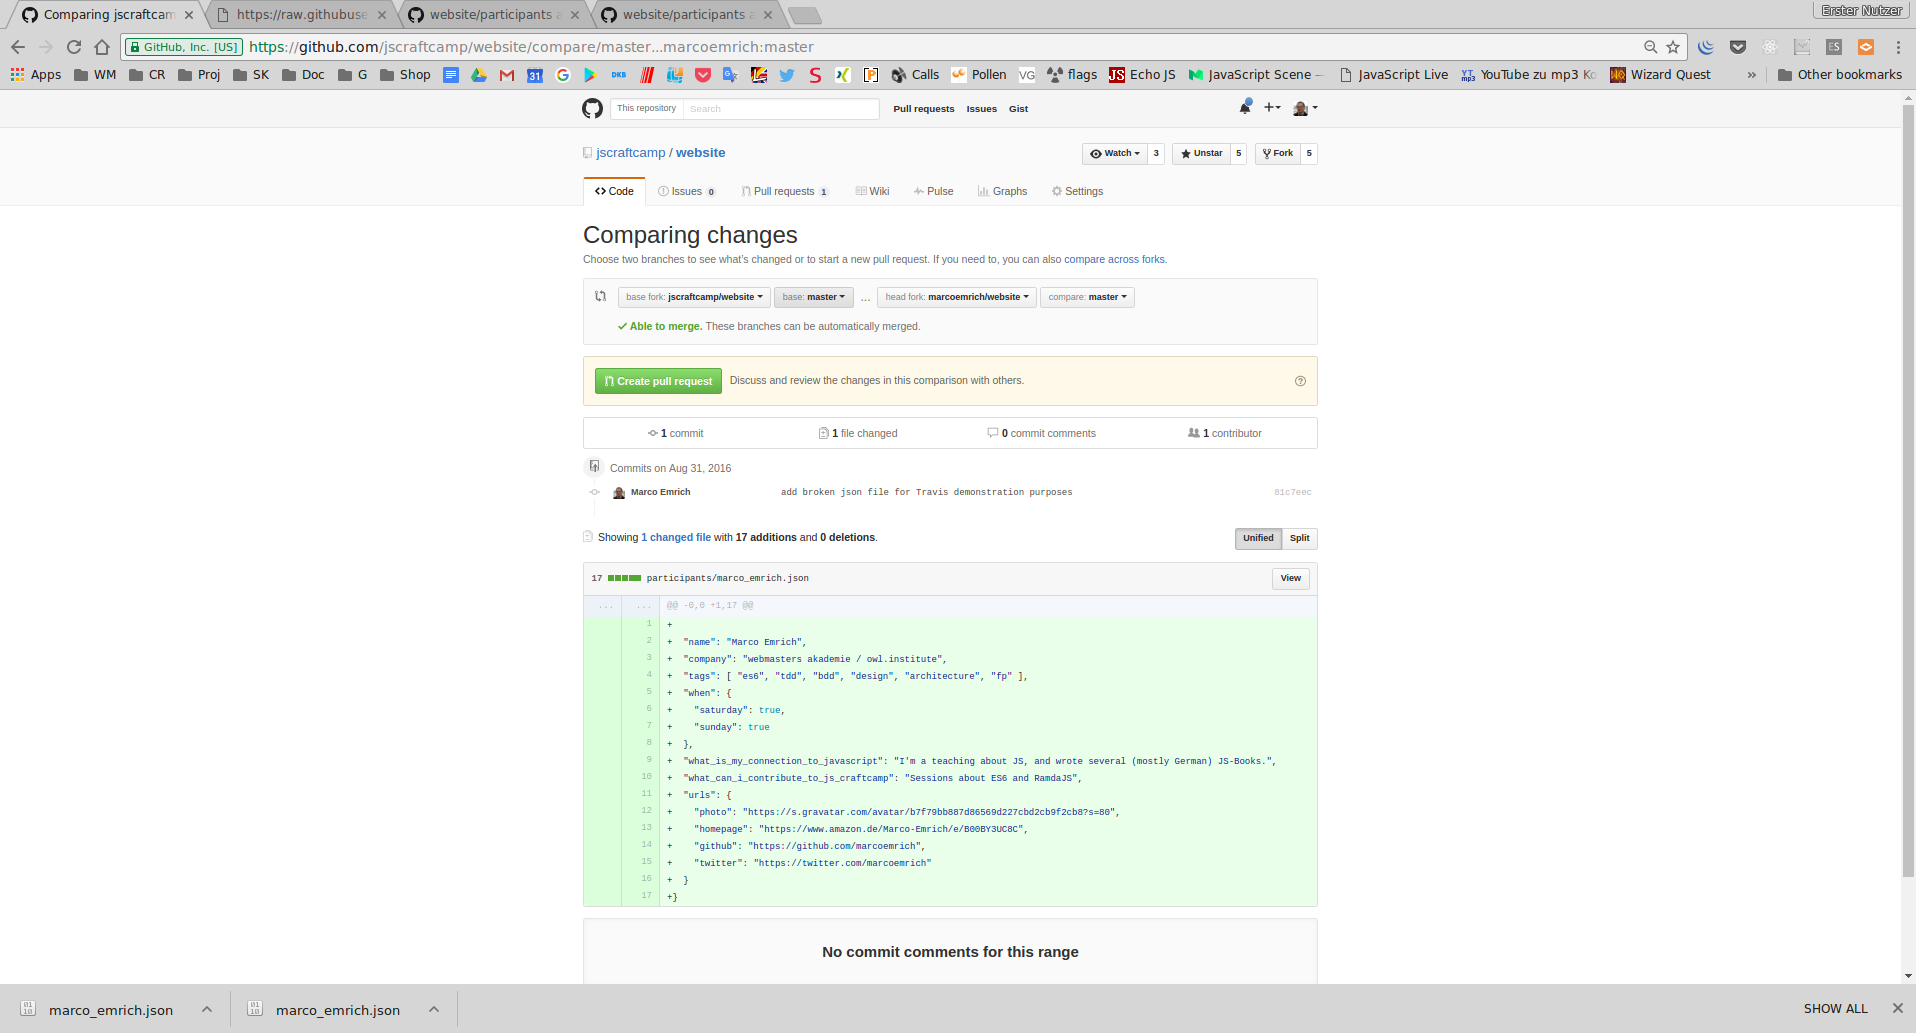 Comparing jscraftcam
https://raw.githubuse
website/participants a
website/participants a
Erster Nutzer
GitHub, Inc. [US]
https://github.com/jscraftcamp/website/compare/master...marcoemrich:master
Apps
WM
CR
Proj
SK
Doc
G
Shop
Calls
Pollen
flags
Echo JS
JavaScript Scene –
JavaScript Live
YouTube zu mp3 Ko
Wizard Quest
»
Other bookmarks
This repository
Search
Pull requests
Issues
Gist
jscraftcamp / website
Watch 3
Unstar 5
Fork 5
Code
Issues 0
Pull requests 1
Wiki
Pulse
Graphs
Settings
Comparing changes
Choose two branches to see what's changed or to start a new pull request. If you need to, you can also compare across forks.
base fork: jscraftcamp/website
base: master
...
head fork: marcoemrich/website
compare: master
Able to merge. These branches can be automatically merged.
Create pull request
Discuss and review the changes in this comparison with others.
1 commit
1 file changed
0 commit comments
1 contributor
Commits on Aug 31, 2016
Marco Emrich
add broken json file for Travis demonstration purposes
81c7eec
Showing 1 changed file with 17 additions and 0 deletions.
Unified
Split
17 participants/marco_emrich.json
View
... ... @@ -0,0 +1,17 @@
1 +
2 + "name": "Marco Emrich",
3 + "company": "webmasters akademie / owl.institute",
4 + "tags": [ "es6", "tdd", "bdd", "design", "architecture", "fp" ],
5 + "when": {
6 + "saturday": true,
7 + "sunday": true
8 + },
9 + "what_is_my_connection_to_javascript": "I'm a teaching about JS, and wrote several (mostly German) JS-Books.",
10 + "what_can_i_contribute_to_js_craftcamp": "Sessions about ES6 and RamdaJS",
11 + "urls": {
12 + "photo": "https://s.gravatar.com/avatar/b7f79bb887d86569d227cbd2cb9f2cb8?s=80",
13 + "homepage": "https://www.amazon.de/Marco-Emrich/e/B00BY3UC8C",
14 + "github": "https://github.com/marcoemrich",
15 + "twitter": "https://twitter.com/marcoemrich"
16 + }
17 +}
No commit comments for this range
marco_emrich.json
marco_emrich.json
SHOW ALL